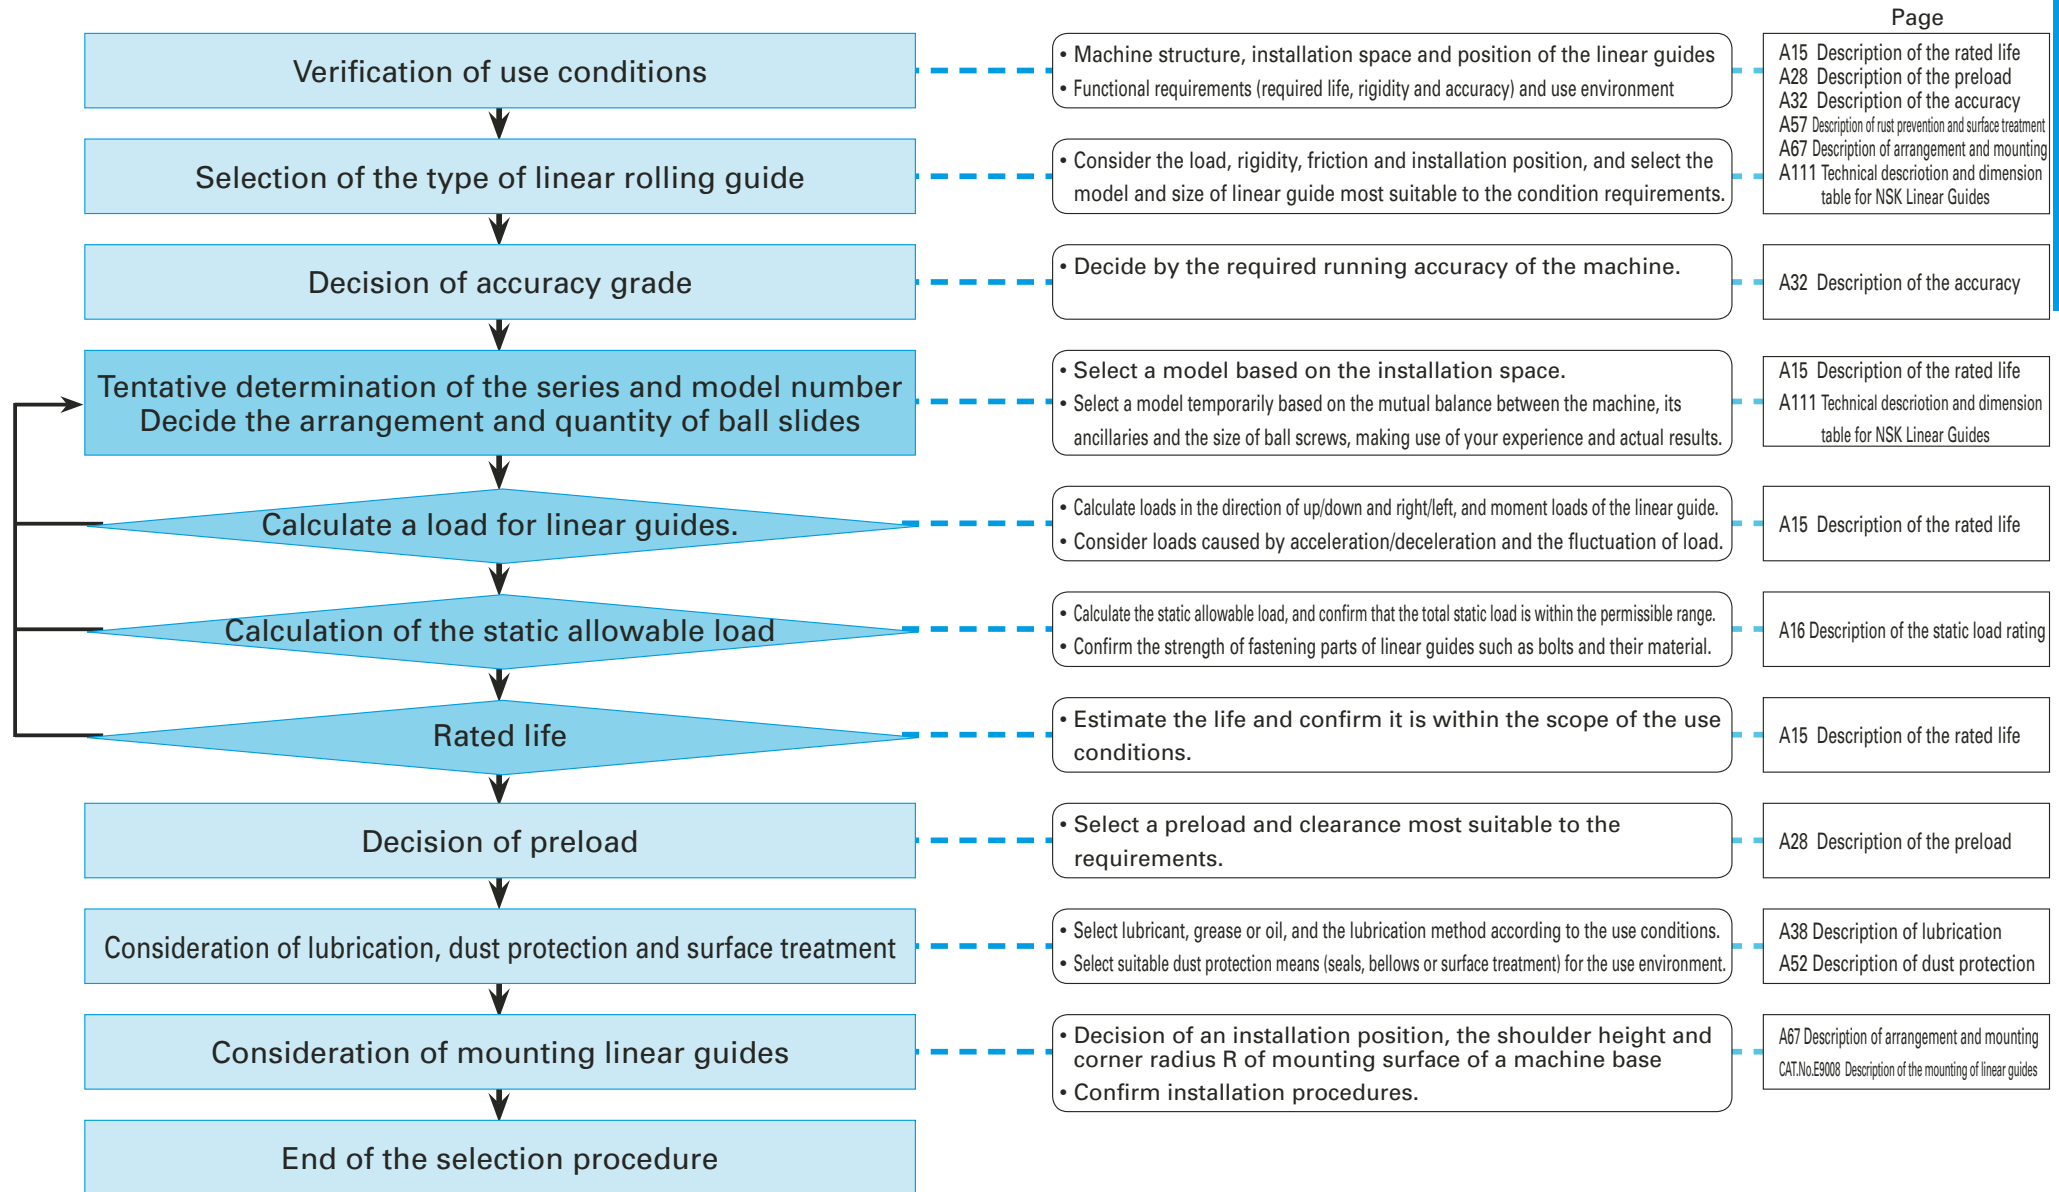 Page
Verification of use conditions
• Machine structure, installation space and position of the linear guides
• Functional requirements (required life, rigidity and accuracy) and use environment
A15 Description of the rated life
A28 Description of the preload
A32 Description of the accuracy
A57 Description of rust prevention and surface treatment
A67 Description of arrangement and mounting
A111 Technical descriotion and dimension
table for NSK Linear Guides
Selection of the type of linear rolling guide
• Consider the load, rigidity, friction and installation position, and select the
model and size of linear guide most suitable to the condition requirements.
Decision of accuracy grade
• Decide by the required running accuracy of the machine.
A32 Description of the accuracy
Tentative determination of the series and model number
Decide the arrangement and quantity of ball slides
• Select a model based on the installation space.
• Select a model temporarily based on the mutual balance between the machine, its
ancillaries and the size of ball screws, making use of your experience and actual results.
A15 Description of the rated life
A111 Technical descriotion and dimension
table for NSK Linear Guides
Calculate a load for linear guides.
• Calculate loads in the direction of up/down and right/left, and moment loads of the linear guide.
• Consider loads caused by acceleration/deceleration and the fluctuation of load.
A15 Description of the rated life
Calculation of the static allowable load
• Calculate the static allowable load, and confirm that the total static load is within the permissible range.
• Confirm the strength of fastening parts of linear guides such as bolts and their material.
A16 Description of the static load rating
Rated life
• Estimate the life and confirm it is within the scope of the use
conditions.
A15 Description of the rated life
Decision of preload
• Select a preload and clearance most suitable to the
requirements.
A28 Description of the preload
Consideration of lubrication, dust protection and surface treatment
• Select lubricant, grease or oil, and the lubrication method according to the use conditions.
• Select suitable dust protection means (seals, bellows or surface treatment) for the use environment.
A38 Description of lubrication
A52 Description of dust protection
Consideration of mounting linear guides
• Decision of an installation position, the shoulder height and
corner radius R of mounting surface of a machine base
• Confirm installation procedures.
A67 Description of arrangement and mounting
CAT.No.E9008 Description of the mounting of linear guides
End of the selection procedure